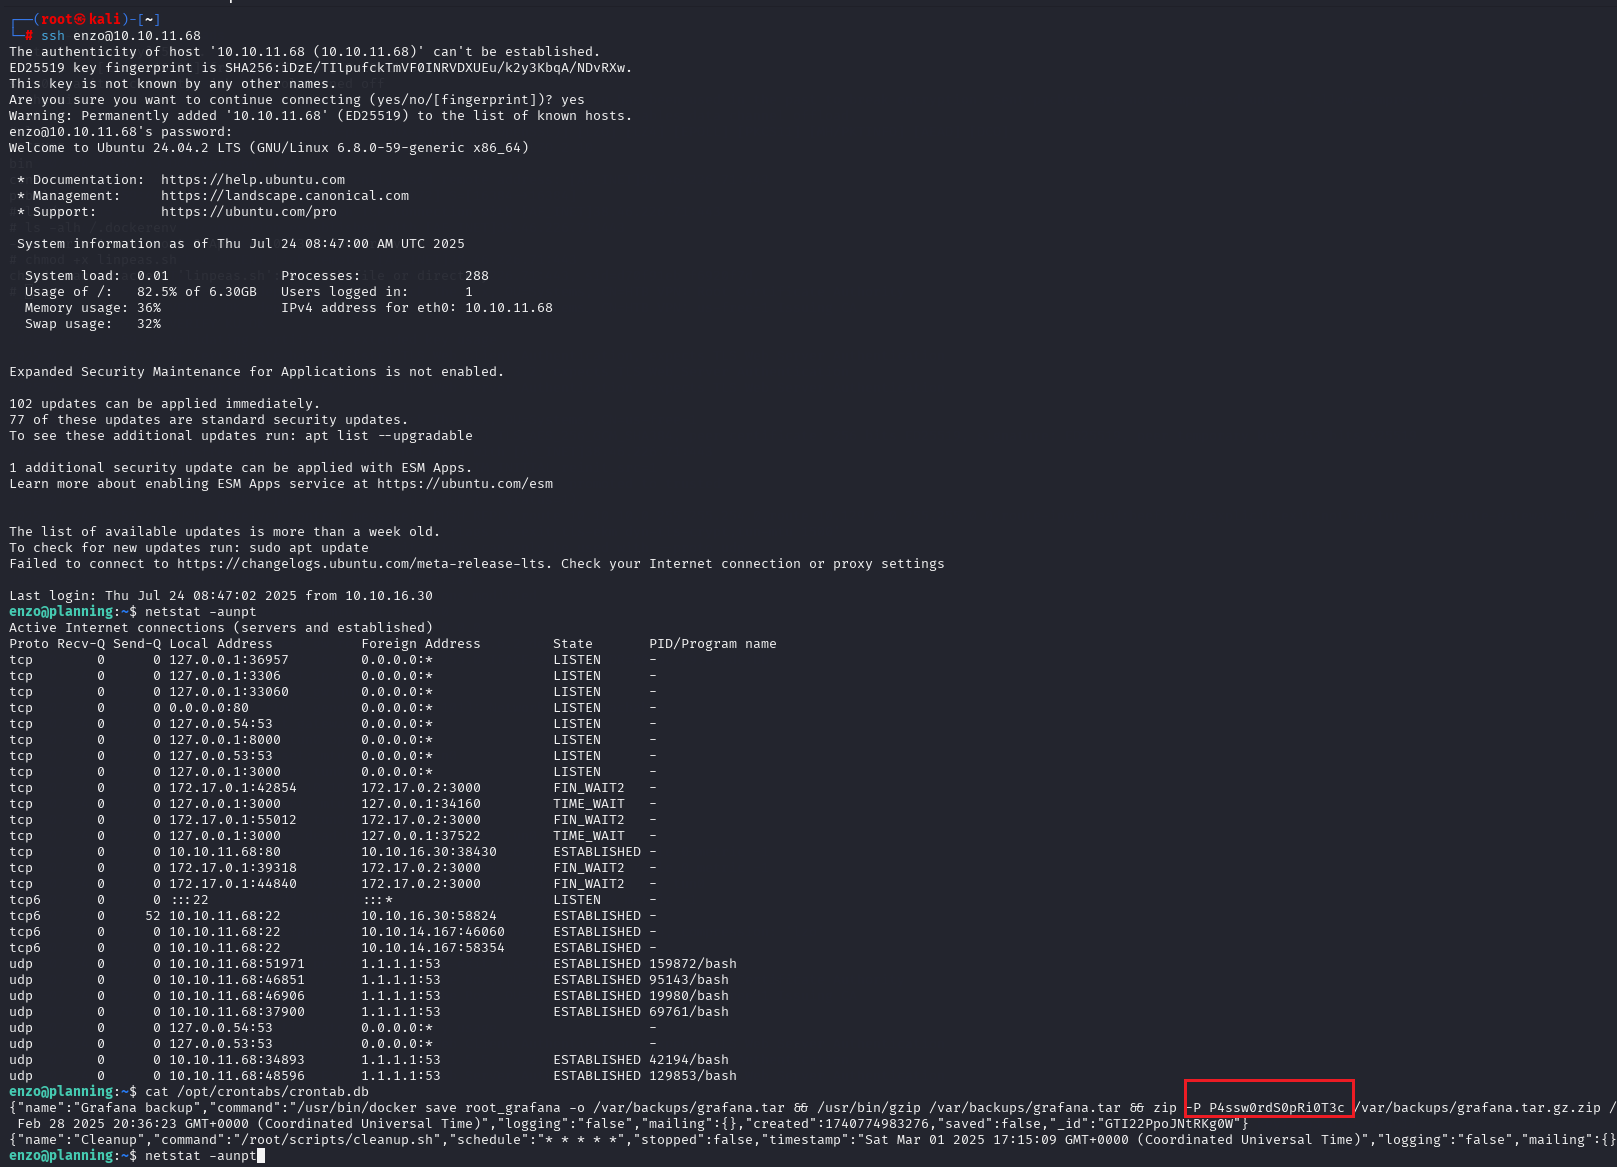 ┌──(root㉿kali)-[~]
└─# ssh enzo@10.10.11.68
The authenticity of host '10.10.11.68 (10.10.11.68)' can't be established.
ED25519 key fingerprint is SHA256:iDzE/TIlpufckTmVF0INRVDXUEu/k2y3KbqA/NDvRXw.
This key is not known by any other names.
Are you sure you want to continue connecting (yes/no/[fingerprint])? yes
Warning: Permanently added '10.10.11.68' (ED25519) to the list of known hosts.
enzo@10.10.11.68's password:
Welcome to Ubuntu 24.04.2 LTS (GNU/Linux 6.8.0-59-generic x86_64)
* Documentation:  https://help.ubuntu.com
* Management:     https://landscape.canonical.com
* Support:        https://ubuntu.com/pro
System information as of Thu Jul 24 08:47:00 AM UTC 2025
System load:  0.01              Processes:             288
Usage of /:   82.5% of 6.30GB   Users logged in:       1
Memory usage: 36%               IPv4 address for eth0: 10.10.11.68
Swap usage:   32%
Expanded Security Maintenance for Applications is not enabled.
102 updates can be applied immediately.
77 of these updates are standard security updates.
To see these additional updates run: apt list --upgradable
1 additional security update can be applied with ESM Apps.
Learn more about enabling ESM Apps service at https://ubuntu.com/esm
The list of available updates is more than a week old.
To check for new updates run: sudo apt update
Failed to connect to https://changelogs.ubuntu.com/meta-release-lts. Check your Internet connection or proxy settings
Last login: Thu Jul 24 08:47:02 2025 from 10.10.16.30
enzo@planning:~$ netstat -aunpt
Active Internet connections (servers and established)
Proto Recv-Q Send-Q Local Address           Foreign Address         State       PID/Program name
tcp        0      0 127.0.0.1:36957         0.0.0.0:*               LISTEN      -
tcp        0      0 127.0.0.1:3306          0.0.0.0:*               LISTEN      -
tcp        0      0 127.0.0.1:33060         0.0.0.0:*               LISTEN      -
tcp        0      0 0.0.0.0:80              0.0.0.0:*               LISTEN      -
tcp        0      0 127.0.0.54:53           0.0.0.0:*               LISTEN      -
tcp        0      0 127.0.0.1:8000          0.0.0.0:*               LISTEN      -
tcp        0      0 127.0.0.53:53           0.0.0.0:*               LISTEN      -
tcp        0      0 127.0.0.1:3000          0.0.0.0:*               LISTEN      -
tcp        0      0 172.17.0.1:42854        172.17.0.2:3000         FIN_WAIT2   -
tcp        0      0 127.0.0.1:3000          127.0.0.1:34160         TIME_WAIT   -
tcp        0      0 172.17.0.1:55012        172.17.0.2:3000         FIN_WAIT2   -
tcp        0      0 127.0.0.1:3000          127.0.0.1:37522         TIME_WAIT   -
tcp        0      0 10.10.11.68:80          10.10.16.30:38430       ESTABLISHED -
tcp        0      0 172.17.0.1:39318        172.17.0.2:3000         FIN_WAIT2   -
tcp        0      0 172.17.0.1:44840        172.17.0.2:3000         FIN_WAIT2   -
tcp6       0      0 :::22                   :::*                    LISTEN      -
tcp6       0     52 10.10.11.68:22          10.10.16.30:58824       ESTABLISHED -
tcp6       0      0 10.10.11.68:22          10.10.14.167:46060      ESTABLISHED -
tcp6       0      0 10.10.11.68:22          10.10.14.167:58354      ESTABLISHED -
udp        0      0 10.10.11.68:51971       1.1.1.1:53              ESTABLISHED 159872/bash
udp        0      0 10.10.11.68:46851       1.1.1.1:53              ESTABLISHED 95143/bash
udp        0      0 10.10.11.68:46906       1.1.1.1:53              ESTABLISHED 19980/bash
udp        0      0 10.10.11.68:37900       1.1.1.1:53              ESTABLISHED 69761/bash
udp        0      0 127.0.0.54:53           0.0.0.0:*                           -
udp        0      0 127.0.0.53:53           0.0.0.0:*                           -
udp        0      0 10.10.11.68:34893       1.1.1.1:53              ESTABLISHED 42194/bash
udp        0      0 10.10.11.68:48596       1.1.1.1:53              ESTABLISHED 129853/bash
enzo@planning:~$ cat /opt/crontabs/crontab.db
{"name":"Grafana backup","command":"/usr/bin/docker save root_grafana -o /var/backups/grafana.tar && /usr/bin/gzip /var/backups/grafana.tar && zip -P P4ssw0rdS0pRi0T3c /var/backups/grafana.tar.gz.zip /
Feb 28 2025 20:36:23 GMT+0000 (Coordinated Universal Time)","logging":"false","mailing":{},"created":1740774983276,"saved":false,"_id":"GTI22PpoJNtRKg0W"}
{"name":"Cleanup","command":"/root/scripts/cleanup.sh","schedule":"* * * * *","stopped":false,"timestamp":"Sat Mar 01 2025 17:15:09 GMT+0000 (Coordinated Universal Time)","logging":"false","mailing":{}
enzo@planning:~$ netstat -aunpt